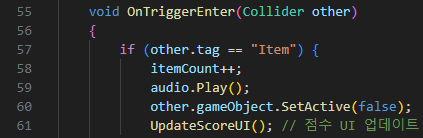 55 void OnTriggerEnter(Collider other)
56 {
57 if (other.tag == "Item") {
58 itemCount++;
59 audio.Play();
60 other.gameObject.SetActive(false);
61 UpdateScoreUI(); // 점수 UI 업데이트